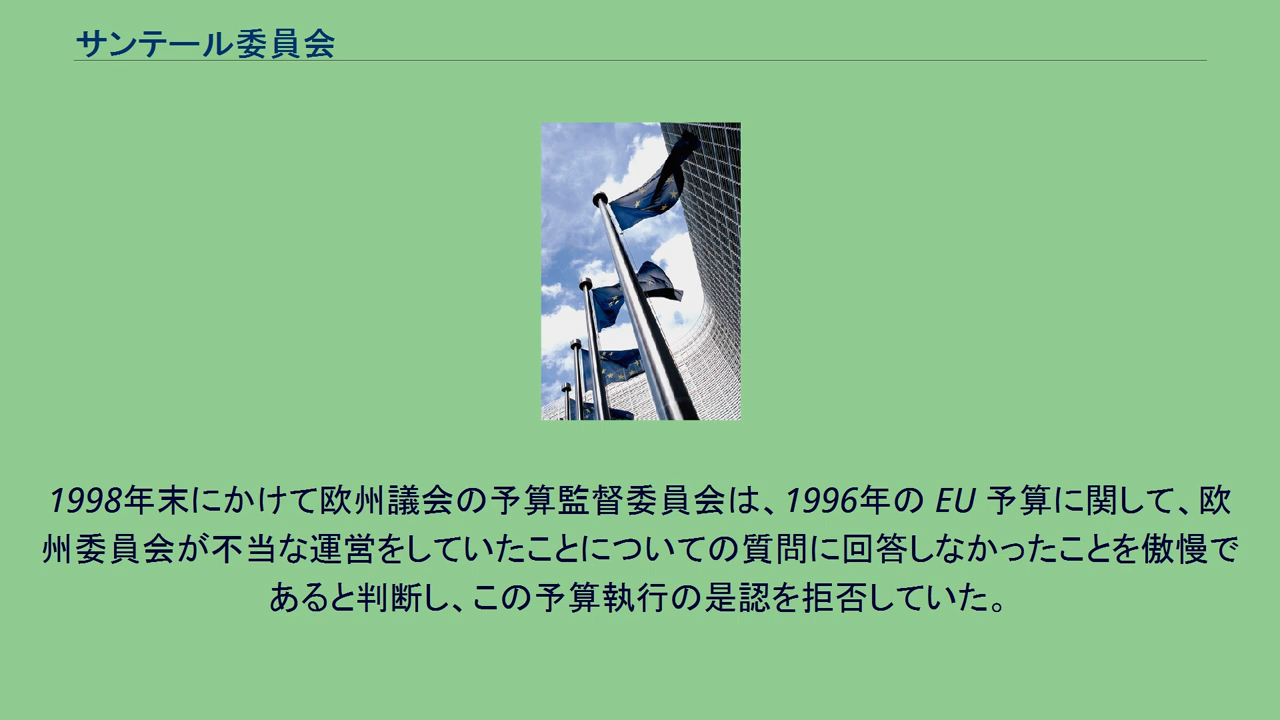 サンテール委員会
1998年末にかけて欧州議会の予算監督委員会は、1996年の EU 予算に関して、欧
州委員会が不当な運営をしていたことについての質問に回答しなかったことを傲慢で
あると判断し、この予算執行の是認を拒否していた。